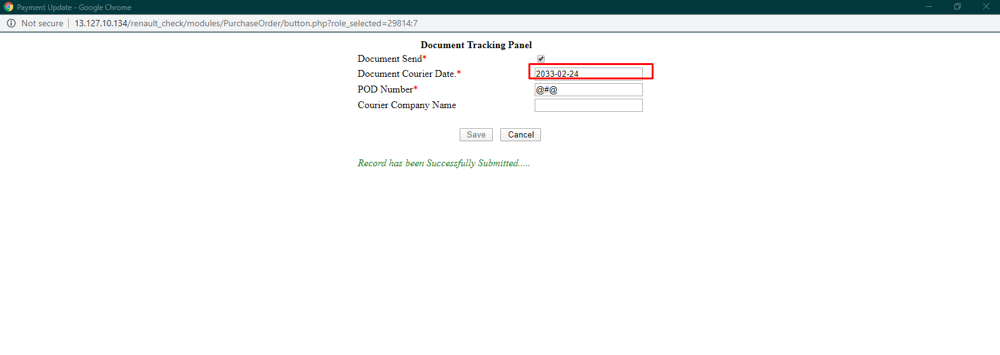 Payment Update - Google Chrome
Not secure 13.127.10.134/renault_check/modules/PurchaseOrder/button.php?role_selected=29814;7
Document Tracking Panel
Document Send*
Document Courier Date.* 2033-02-24
POD Number* @#@
Courier Company Name
Save Cancel
Record has been Successfully Submitted.....